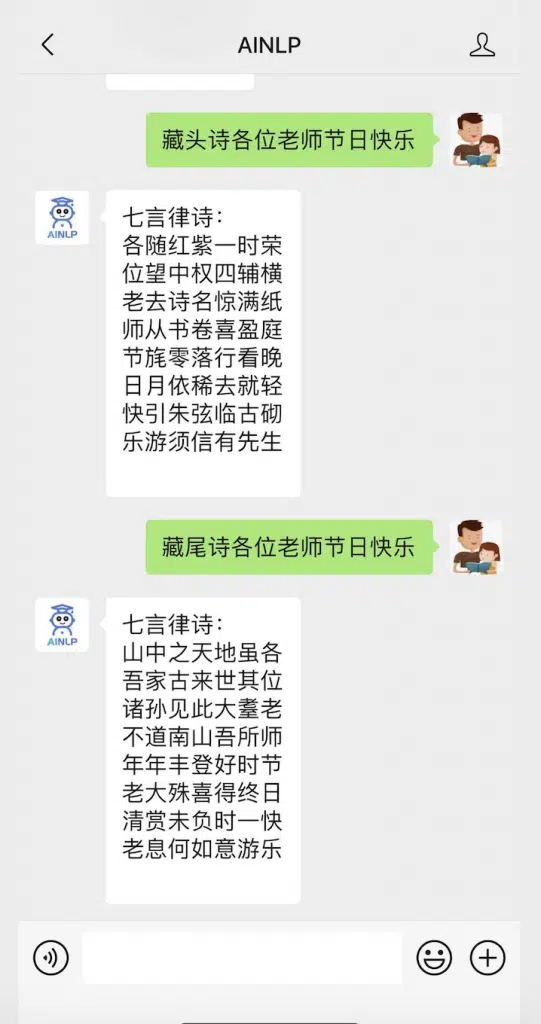 AINLP
藏头诗各位老师节日快乐
AINLP
七言律诗：
各随红紫一时荣
位望中权四辅横
老去诗名惊满纸
师从书卷喜盈庭
节旄零落行看晚
日月依稀去就轻
快引朱弦临古砌
乐游须信有先生
藏尾诗各位老师节日快乐
AINLP
七言律诗：
山中之天地虽各
吾家古来世其位
诸孙见此大耋老
不道南山吾所师
年年丰登好时节
老大殊喜得终日
清赏未负时一快
老息何如意游乐